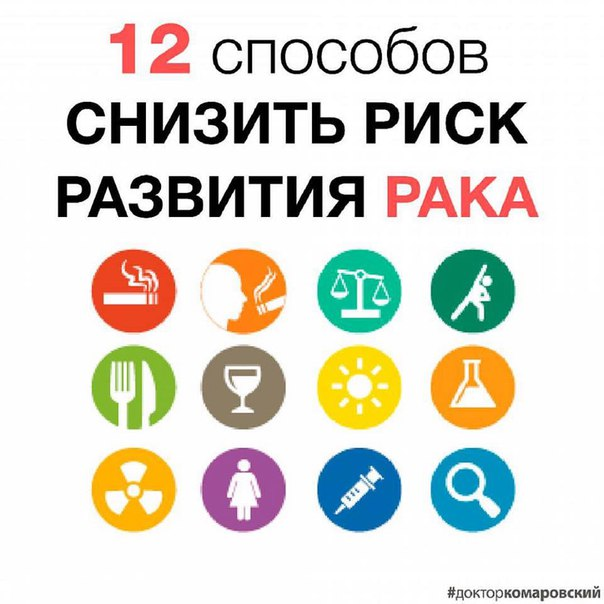 12 способов
СНИЗИТЬ РИСК
РАЗВИТИЯ РАКА
#докторкомаровский